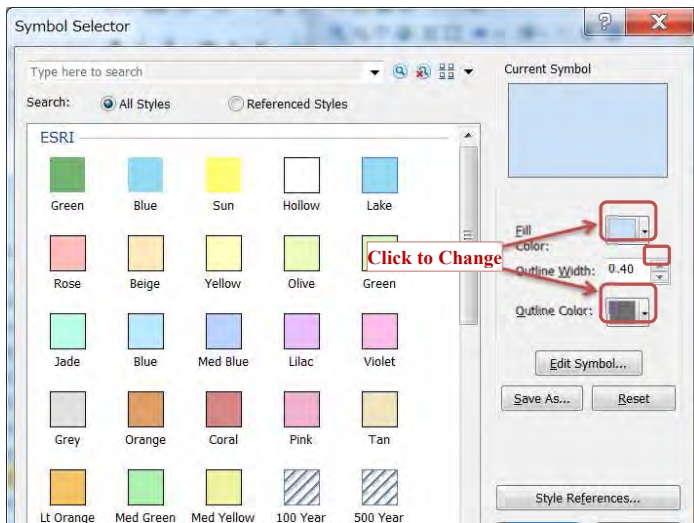 Symbol Selector
Type here to search
Search: All Styles Referenced Styles
ESRI
Green Blue Sun Hollow Lake
Rose Beige Yellow Olive Green
Jade Blue Med Blue Lilac Violet
Grey Orange Coral Pink Tan
Lt Orange Med Green Med Yellow 100 Year 500 Year
Current Symbol
Fill
Color:
Click to Change
Outline Width: 0.40
Outline Color:
Edit Symbol...
Save As... Reset
Style References...